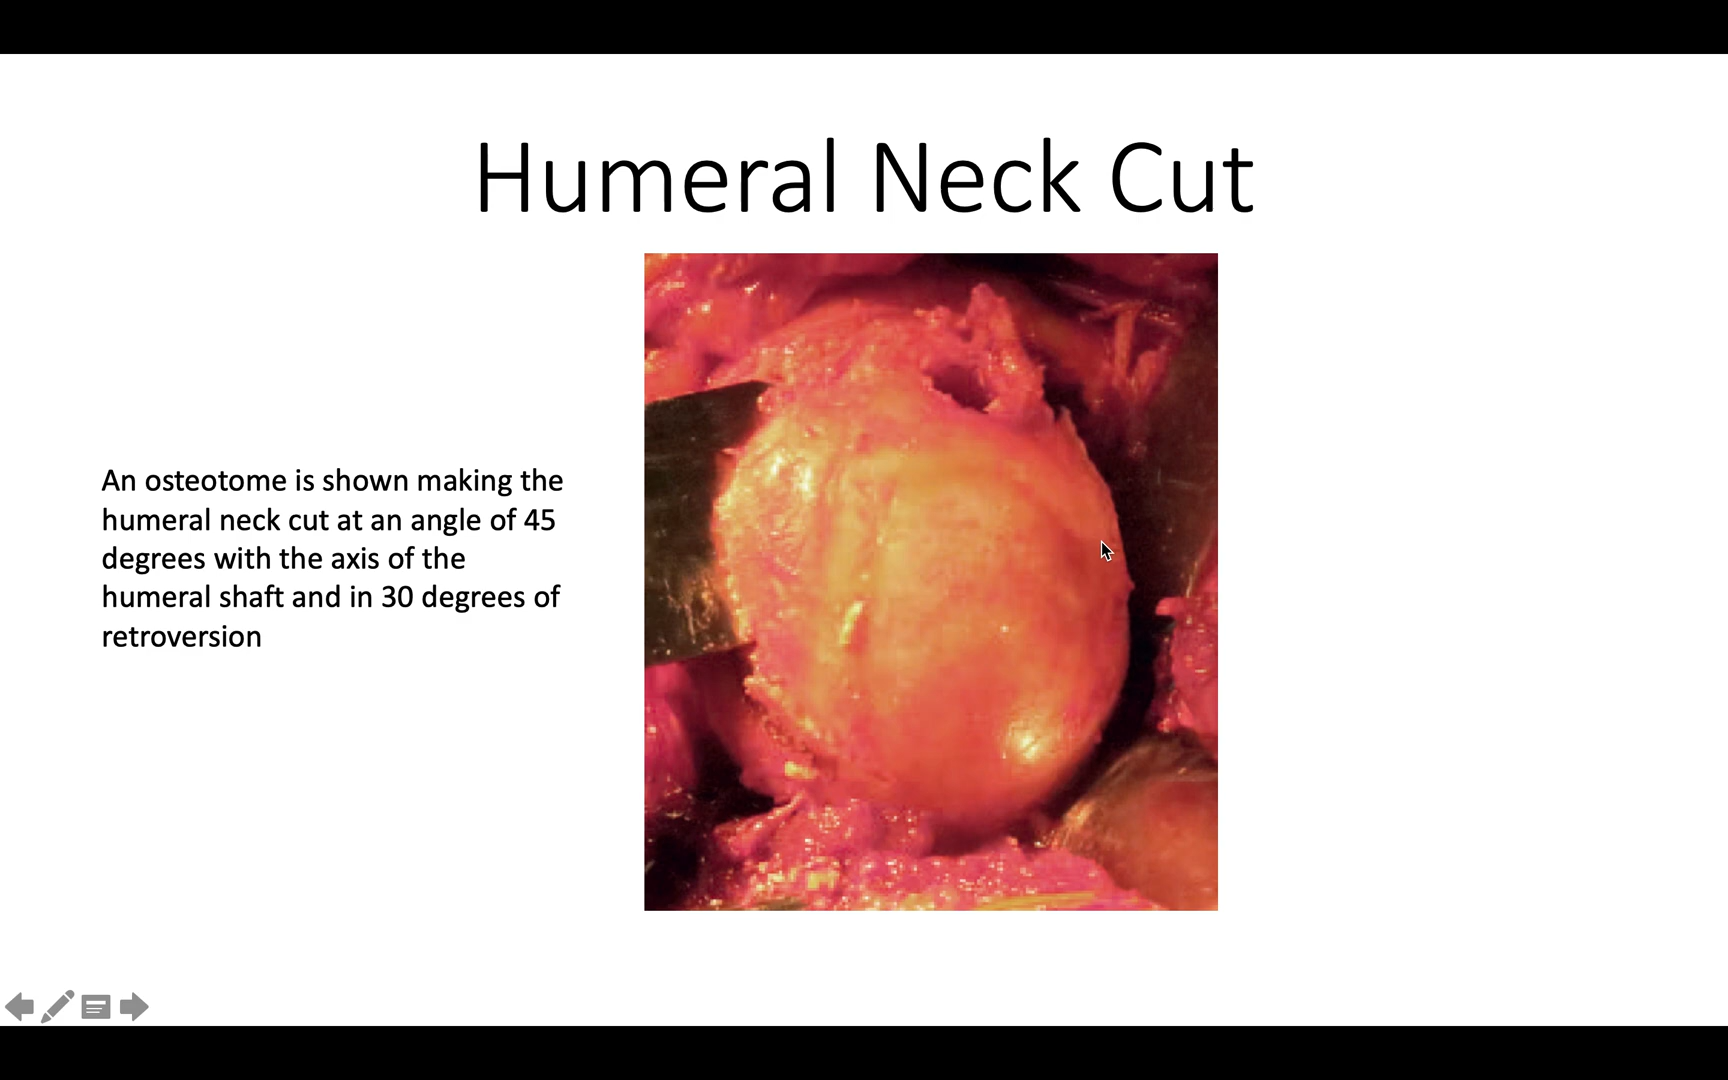 Humeral Neck Cut
An osteotome is shown making the
humeral neck cut at an angle of 45
degrees with the axis of the
humeral shaft and in 30 degrees of
retroversion